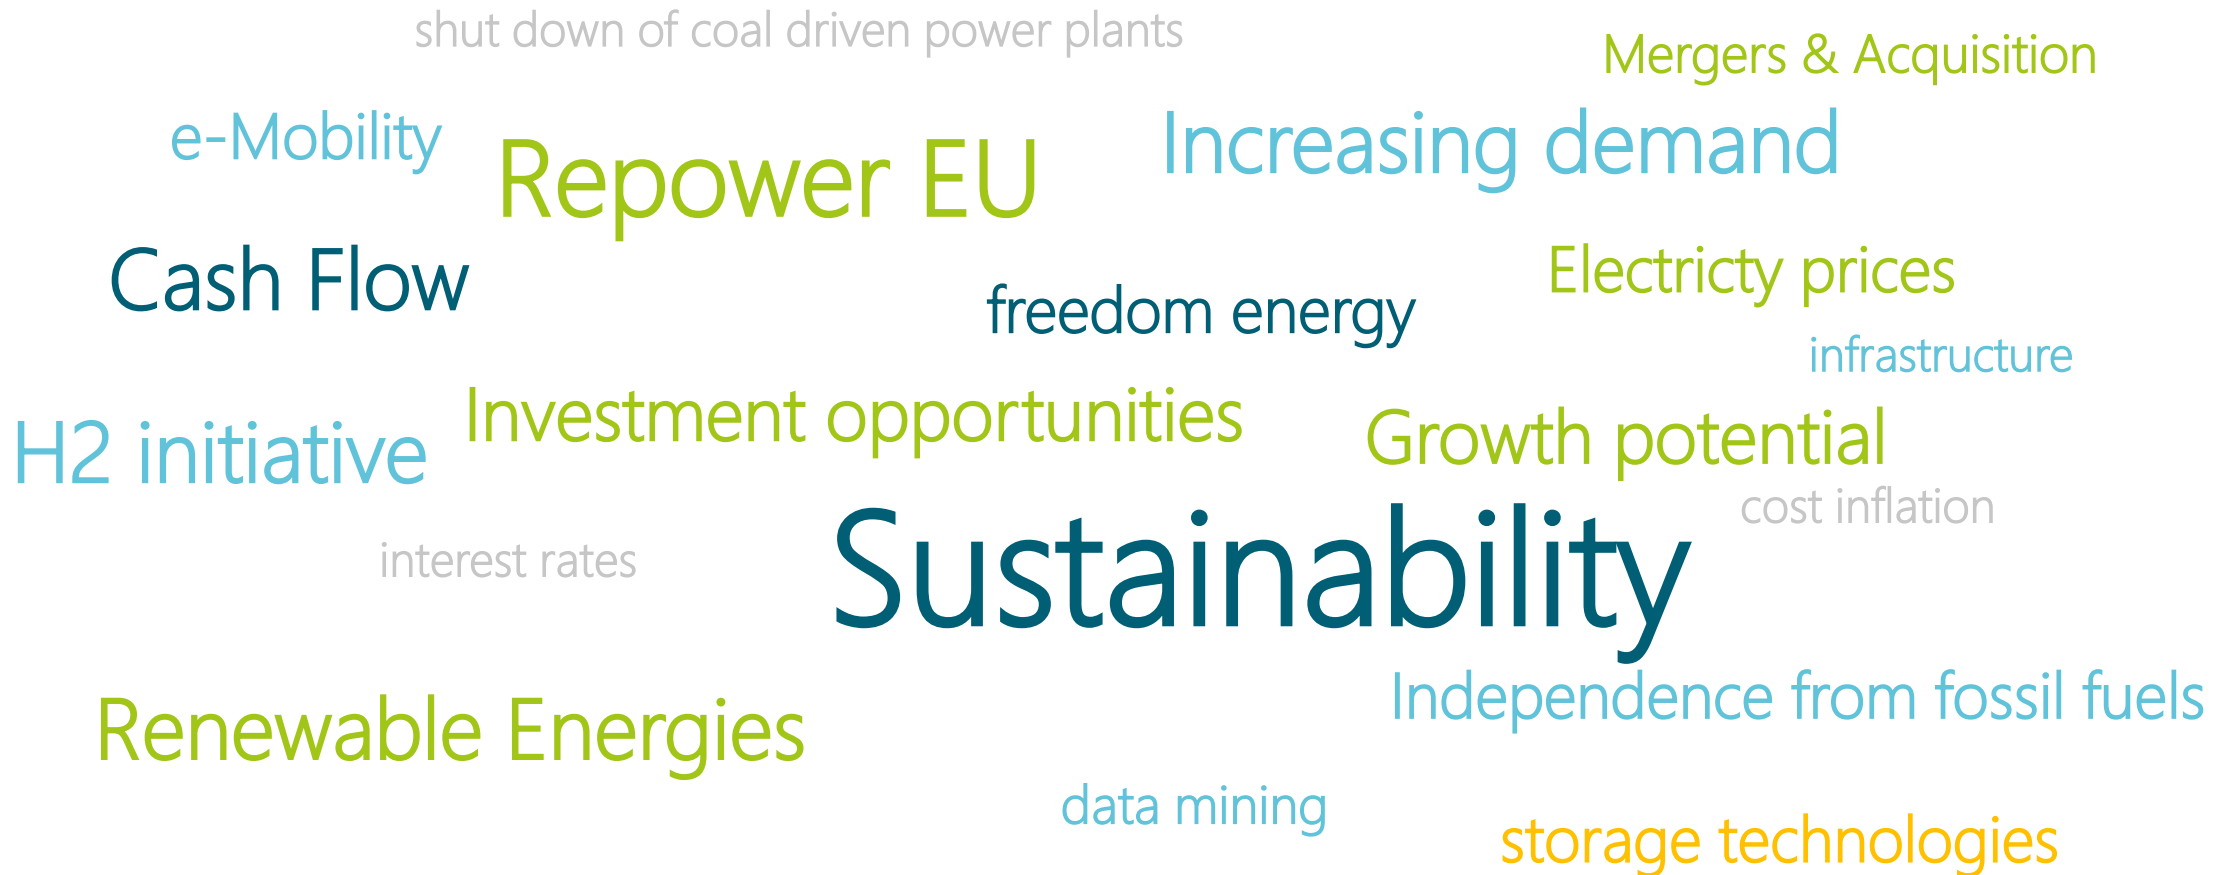 shut down of coal driven power plants
Mergers & Acquisition
e-Mobility
Repower EU
Increasing demand
Cash Flow
freedom energy
Electricty prices
infrastructure
H2 initiative
Investment opportunities
Growth potential
cost inflation
interest rates
Sustainability
Renewable Energies
Independence from fossil fuels
data mining
storage technologies